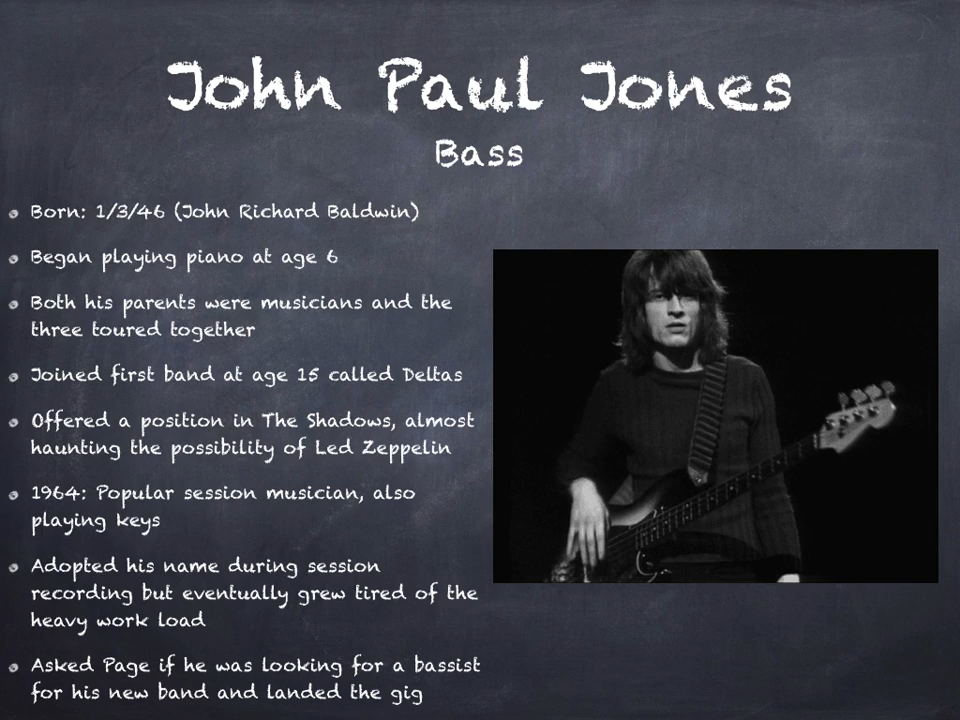 John Paul Jones
Bass
Born: 1/3/46 (John Richard Baldwin)
Began playing piano at age 6
Both his parents were musicians and the
three toured together
Joined first band at age 15 called Deltas
Offered a position in The Shadows, almost
haunting the possibility of Led Zeppelin
1964: Popular session musician, also
playing keys
Adopted his name during session
recording but eventually grew tired of the
heavy work load
Asked Page if he was looking for a bassist
for his new band and landed the gig